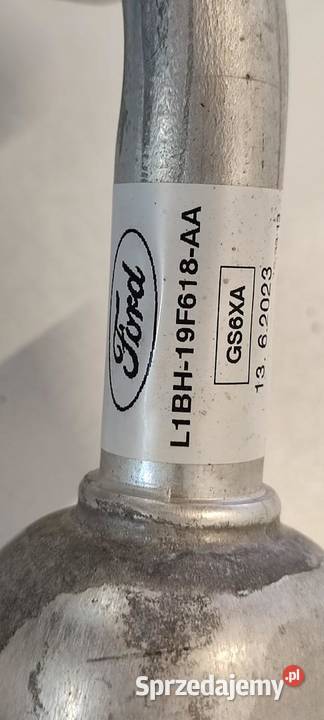 Ford
L1BH-19F618-AA
GS6XA
13. 6.2023
Sprzedajemy.pl